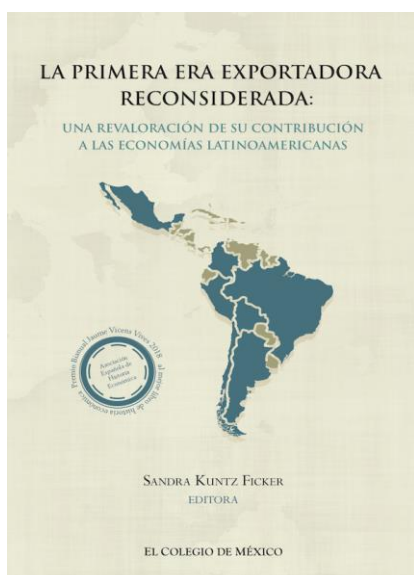 LA PRIMERA ERA EXPORTADORA
RECONSIDERADA:
UNA REVALORACIÓN DE SU CONTRIBUCIÓN
A LAS ECONOMÍAS LATINOAMERICANAS
Premio Bianual Jaume Vicens Vives 2018 al mejor libro de historia económica
Asociación
Española de
Historia
Económica
SANDRA KUNTZ FICKER
EDITORA
EL COLEGIO DE MÉXICO